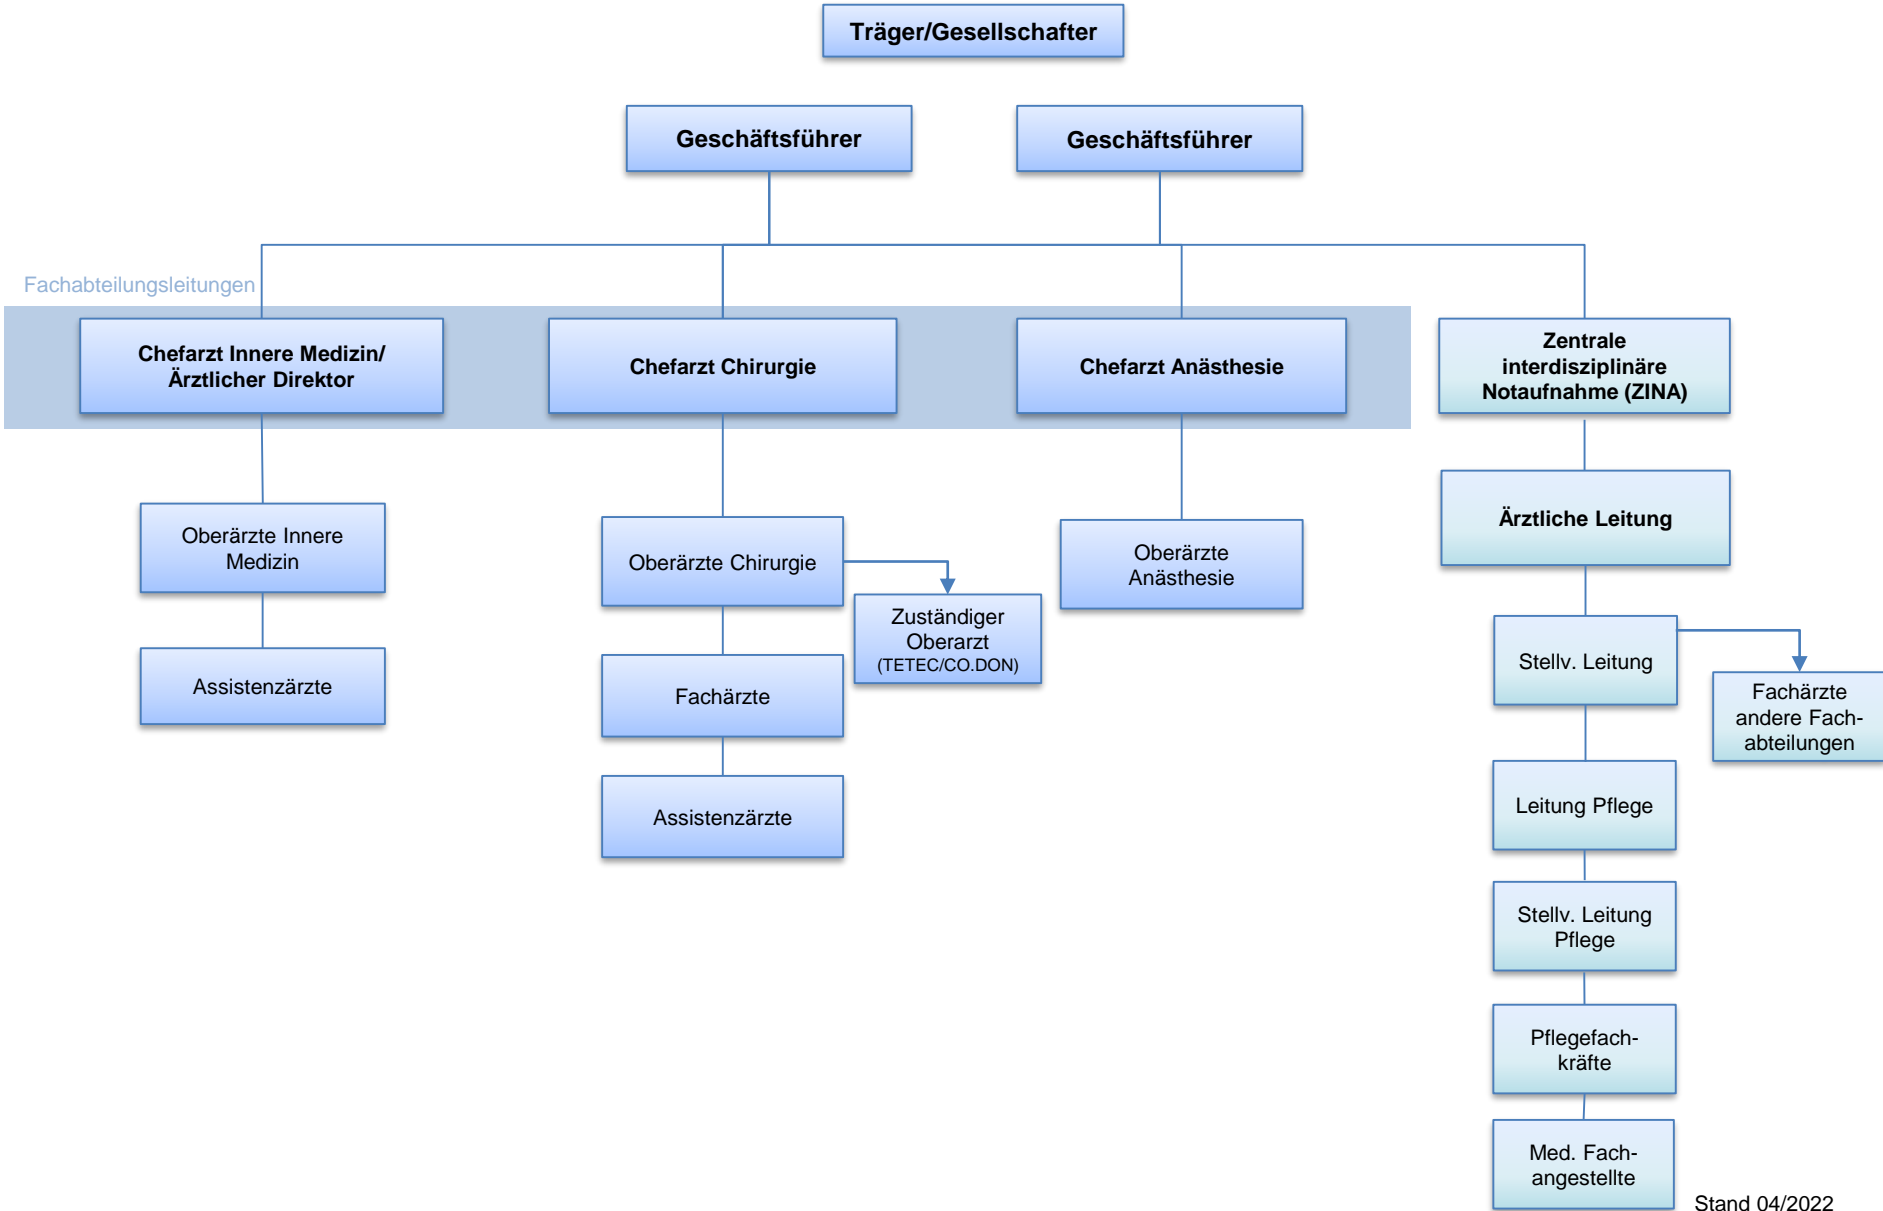 Träger/Gesellschafter
Geschäftsführer
Geschäftsführer
Fachabteilungsleitungen
Chefarzt Innere Medizin/
Ärztlicher Direktor
Chefarzt Chirurgie
Chefarzt Anästhesie
Zentrale
interdisziplinäre
Notaufnahme (ZINA)
Oberärzte Innere
Medizin
Assistenzärzte
Oberärzte Chirurgie
Zuständiger
Oberarzt
(TETEC/CO.DON)
Fachärzte
Assistenzärzte
Oberärzte
Anästhesie
Ärztliche Leitung
Stellv. Leitung
Fachärzte
andere Fach-
abteilungen
Leitung Pflege
Stellv. Leitung
Pflege
Pflegefach-
kräfte
Med. Fach-
angestellte
Stand 04/2022